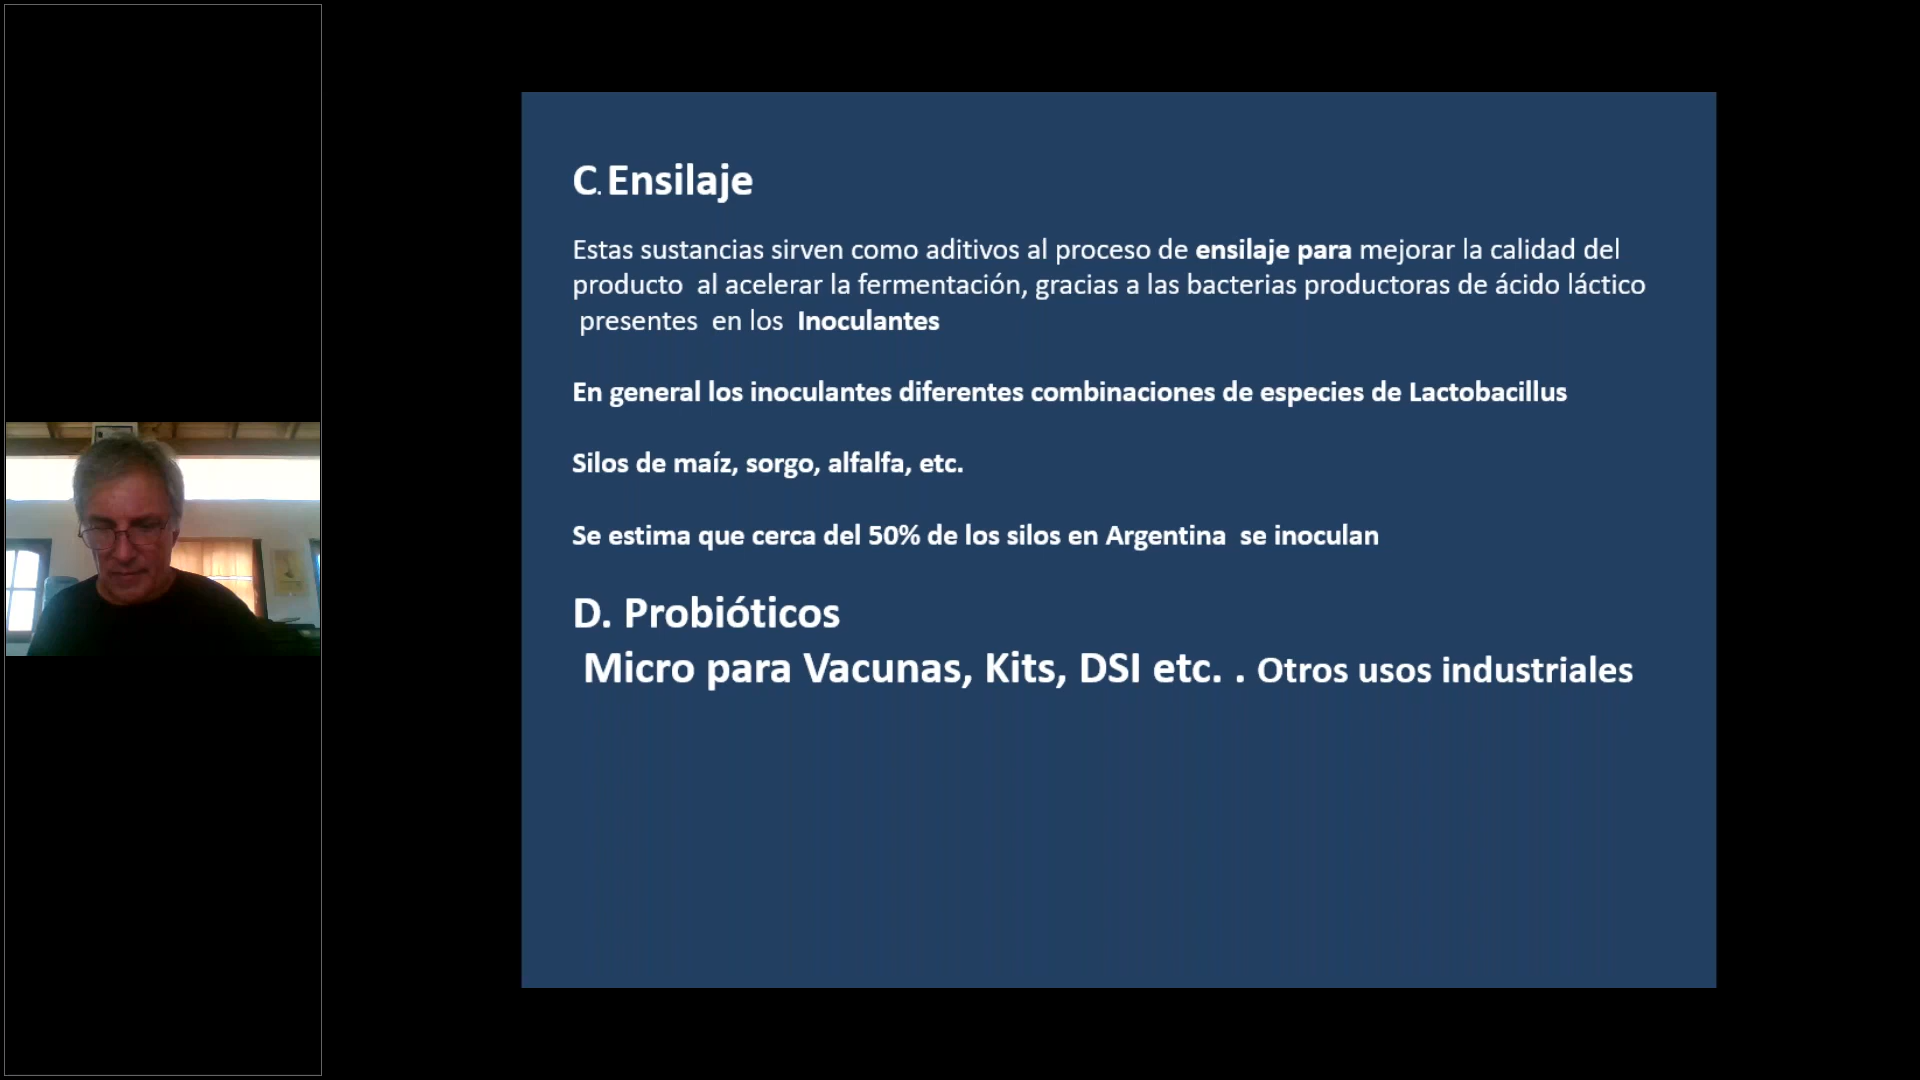 C. Ensilaje
Estas sustancias sirven como aditivos al proceso de ensilaje para mejorar la calidad del
producto al acelerar la fermentación, gracias a las bacterias productoras de ácido láctico
presentes en los Inoculantes
En general los inoculantes diferentes combinaciones de especies de Lactobacillus
Silos de maíz, sorgo, alfalfa, etc.
Se estima que cerca del 50% de los silos en Argentina se inoculan
D. Probióticos
Micro para Vacunas, Kits, DSI etc. . Otros usos industriales